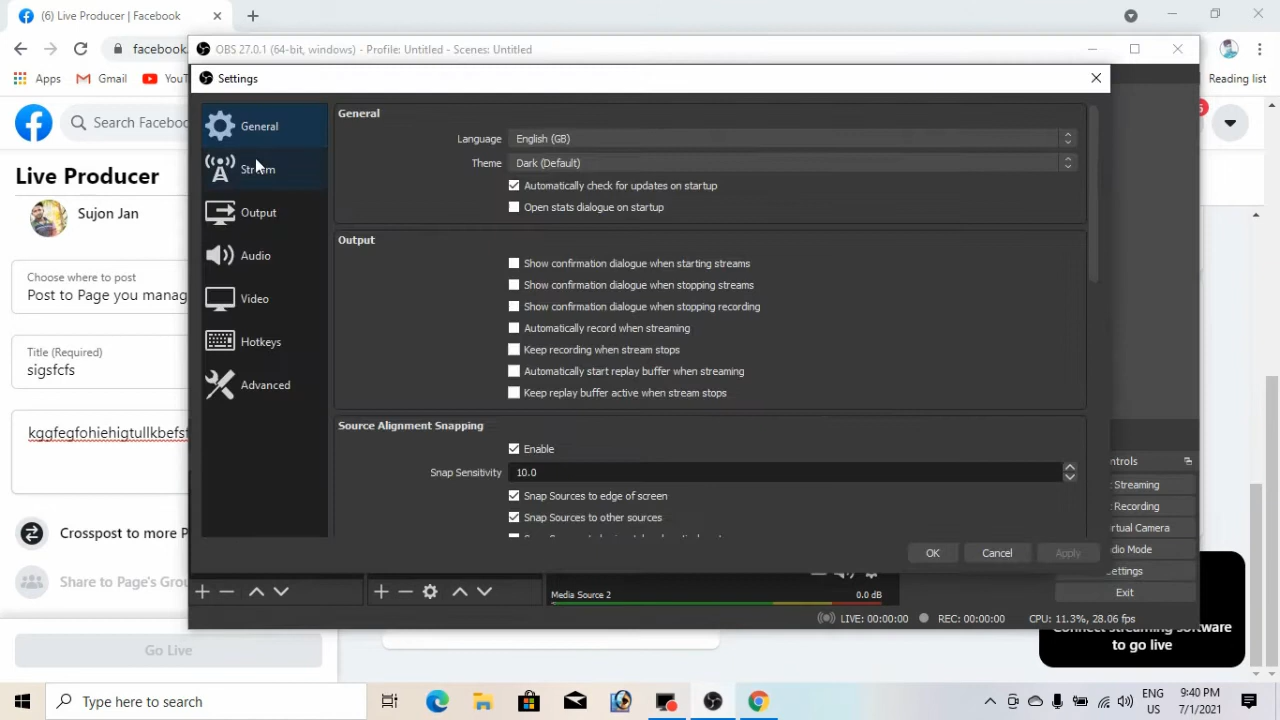 (6) Live Producer | Facebook
facebook.
Apps
Gmail
YouT
Reading list
OBS 27.0.1 (64-bit, windows) - Profile: Untitled - Scenes: Untitled
Settings
Search Facebo
Live Producer
Sujon Jan
Choose where to post
Post to Page you manag
Title (Required)
sigsfcfs
kggfegfohiehigtullkbefsf
Crosspost to more P
Share to Page's Grou
Go Live
General
Stream
Output
Audio
Video
Hotkeys
Advanced
General
Language
English (GB)
Theme
Dark (Default)
Automatically check for updates on startup
Open stats dialogue on startup
Output
Show confirmation dialogue when starting streams
Show confirmation dialogue when stopping streams
Show confirmation dialogue when stopping recording
Automatically record when streaming
Keep recording when stream stops
Automatically start replay buffer when streaming
Keep replay buffer active when stream stops
Source Alignment Snapping
Enable
Snap Sensitivity
10.0
Snap Sources to edge of screen
Snap Sources to other sources
OK
Cancel
Apply
ntrols
Streaming
Recording
rtual Camera
dio Mode
ettings
Exit
Media Source 2
0.0 dB
LIVE: 00:00:00
REC: 00:00:00
CPU: 11.3%, 28.06 fps
Connect streaming software
to go live
Type here to search
ENG
US
9:40 PM
7/1/2021